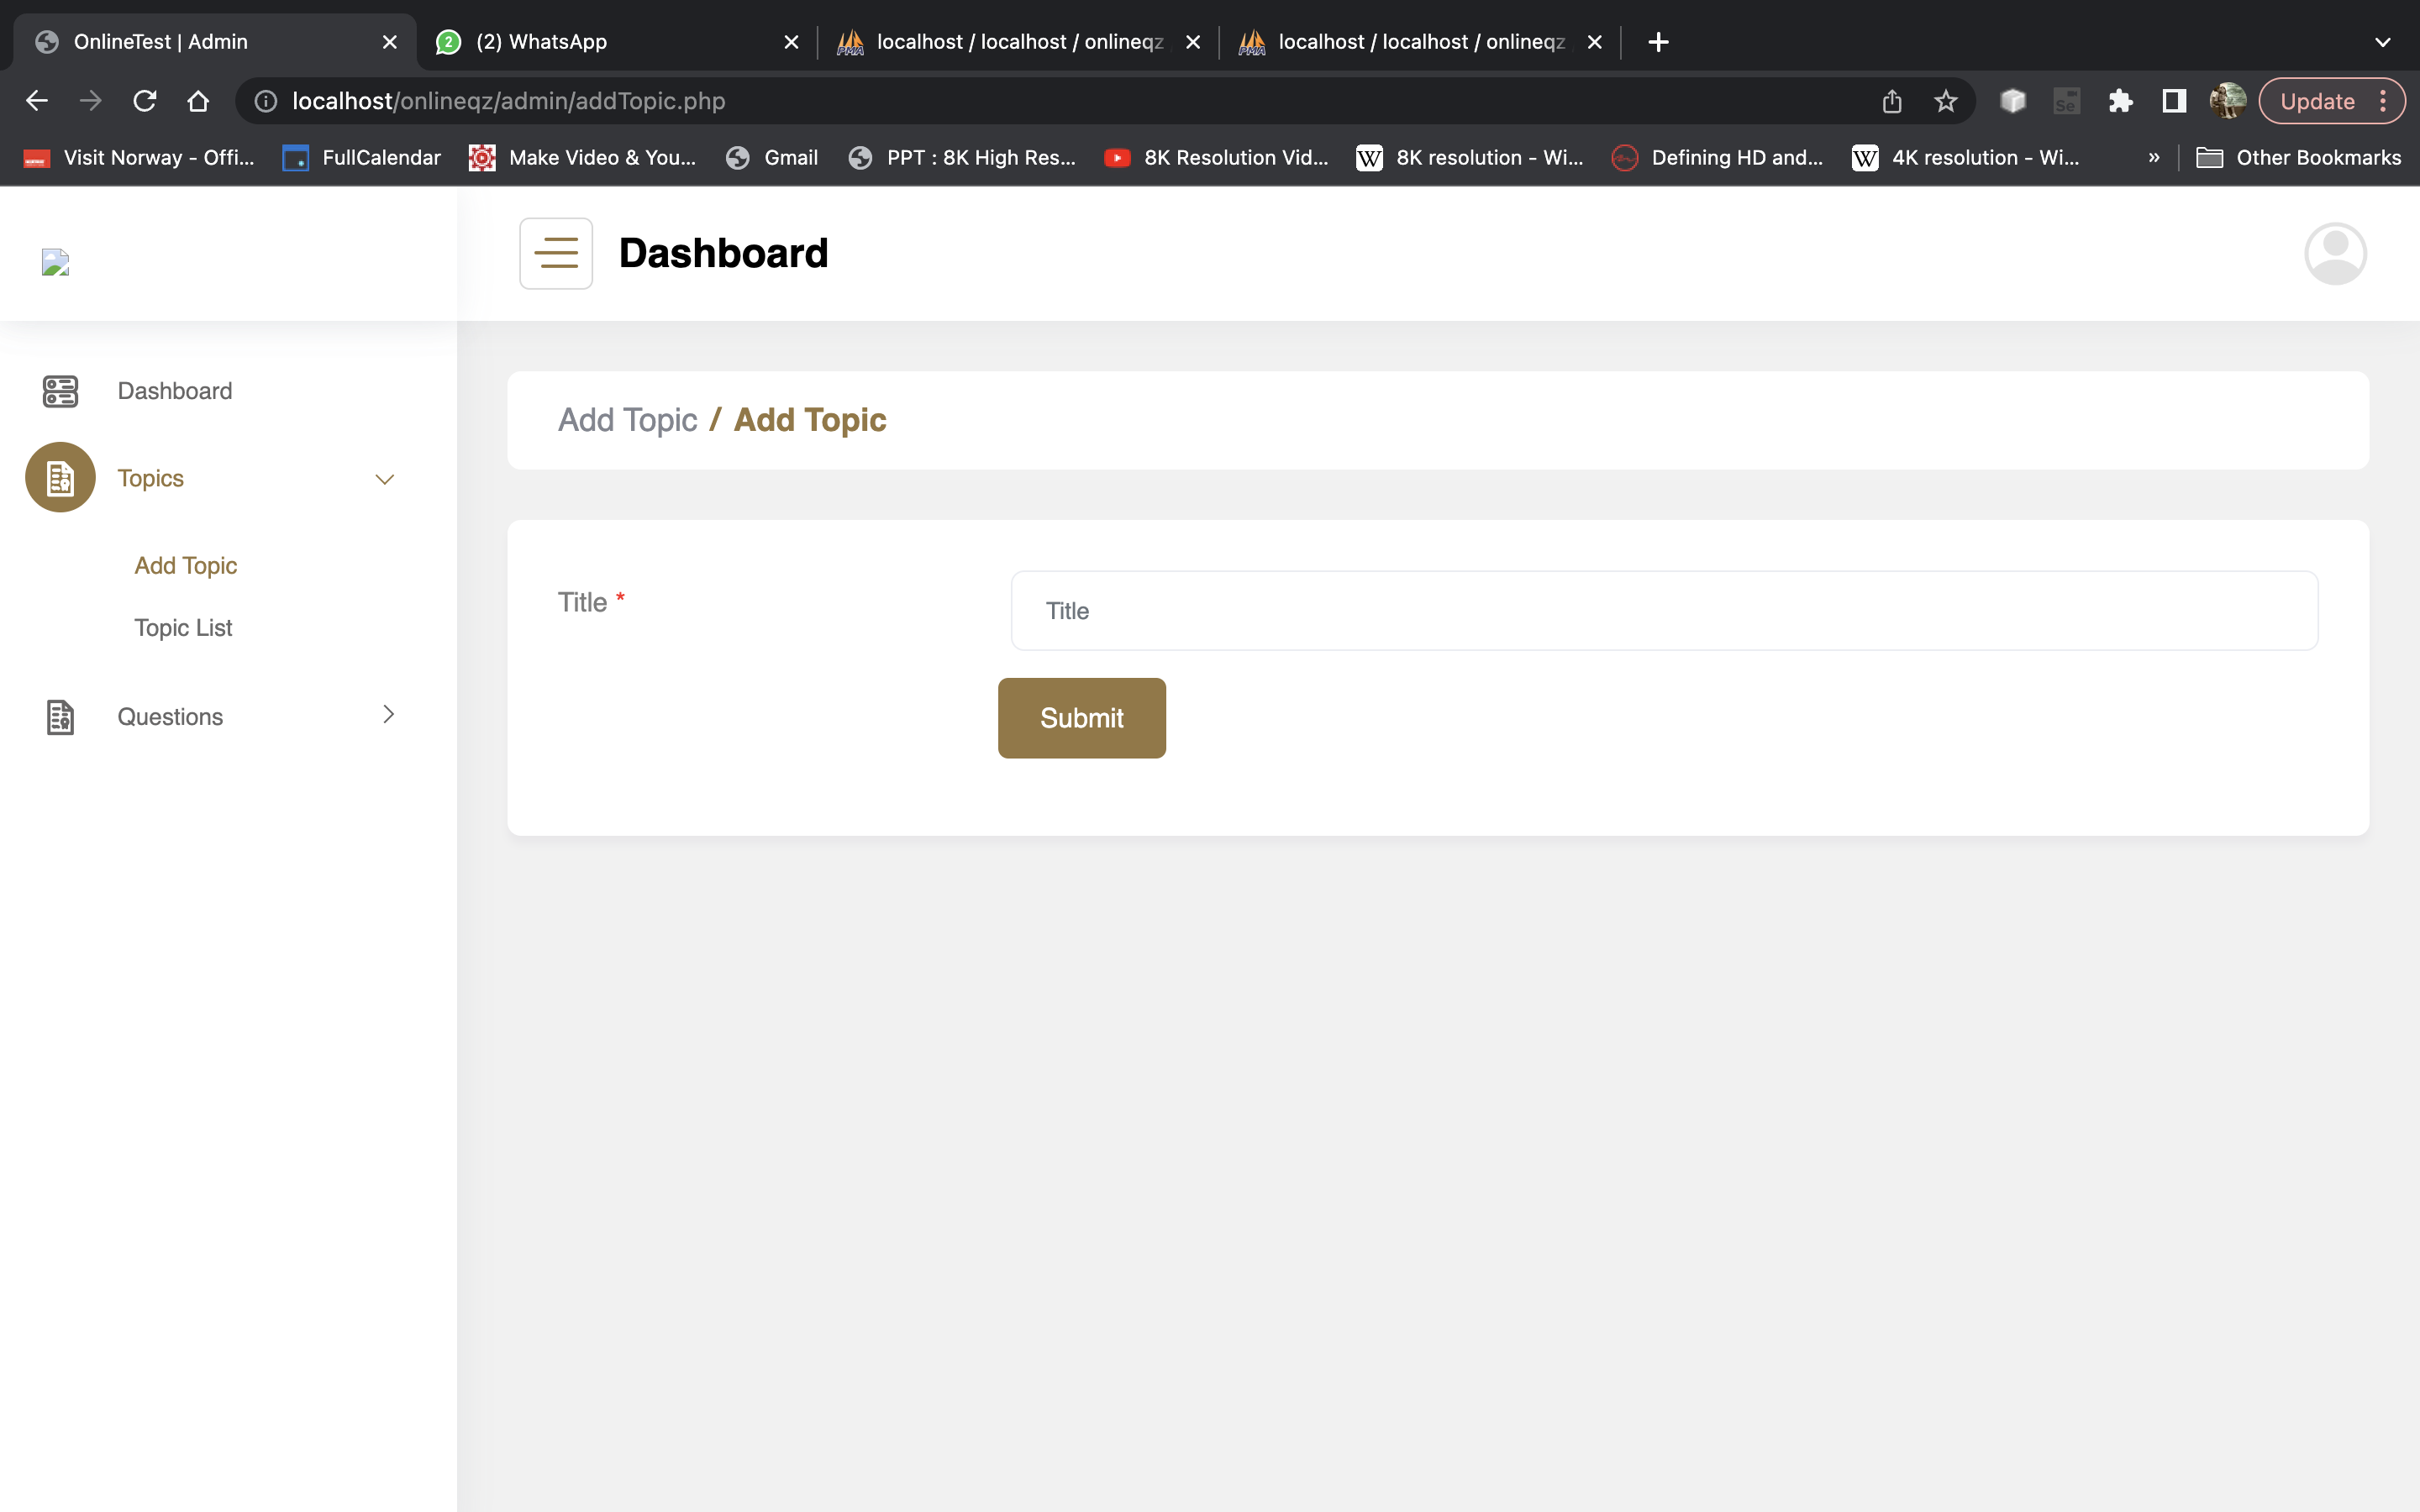 OnlineTest | Admin
2
(2) WhatsApp
localhost / localhost / onlineqz
localhost / localhost / onlineqz
localhost/onlineqz/admin/addTopic.php
Se
Update
Visit Norway - Offi...
FullCalendar
Make Video & You...
Gmail
PPT : 8K High Res...
8K Resolution Vid...
W
8K resolution - Wi...
Defining HD and...
W
4K resolution - Wi...
»
Other Bookmarks
Dashboard
Dashboard
Topics
Add Topic
Topic List
Questions
Add Topic / Add Topic
Title *
Title
Submit